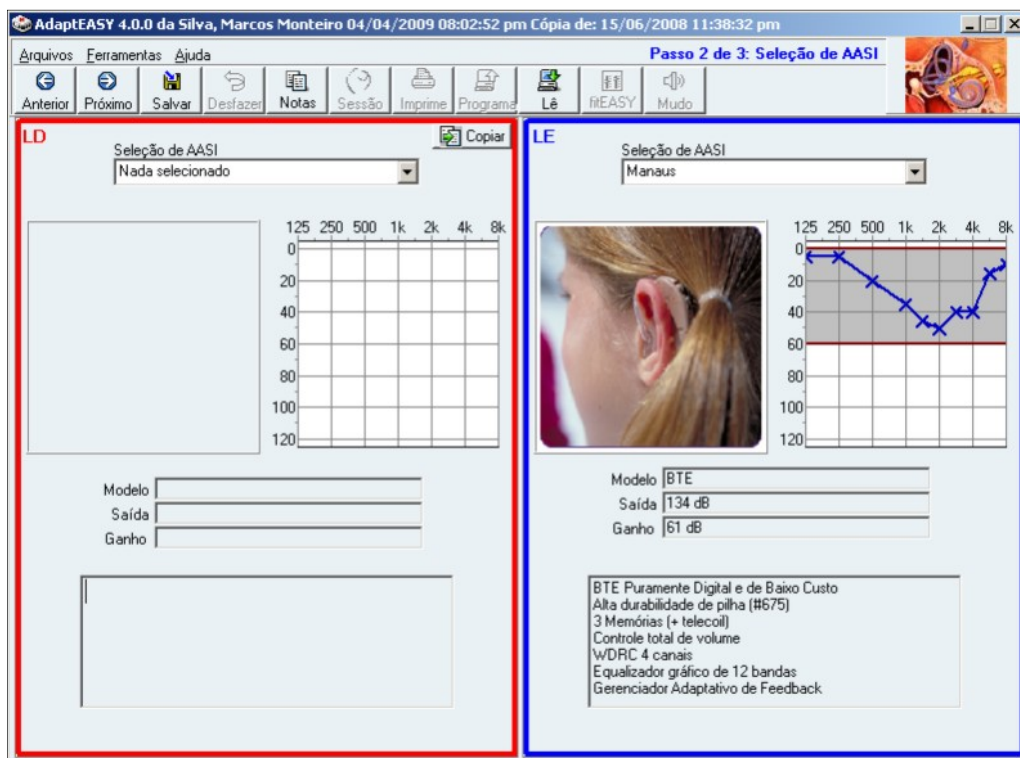 AdaptEASY 4.0.0 da Silva, Marcos Monteiro 04/04/2009 08:02:52 pm Cópia de: 15/06/2008 11:38:32 pm
Arquivos Ferramentas Ajuda
Passo 2 de 3: Seleção de AASI
Anterior Próximo Salvar Desfazer Notas Sessão Imprime Programa Lê fitEASY Mudo
LD
Copiar
Seleção de AASI
Nada selecionado
125 250 500 1k 2k 4k 8k
0
20
40
60
80
100
120
Modelo
Saída
Ganho
LE
Seleção de AASI
Manaus
125 250 500 1k 2k 4k 8k
0
20
40
60
80
100
120
Modelo BTE
Saída 134 dB
Ganho 61 dB
BTE Puramente Digital e de Baixo Custo
Alta durabilidade de pilha (#675)
3 Memórias (+ telecoil)
Controle total de volume
WDRC 4 canais
Equalizador gráfico de 12 bandas
Gerenciador Adaptativo de Feedback